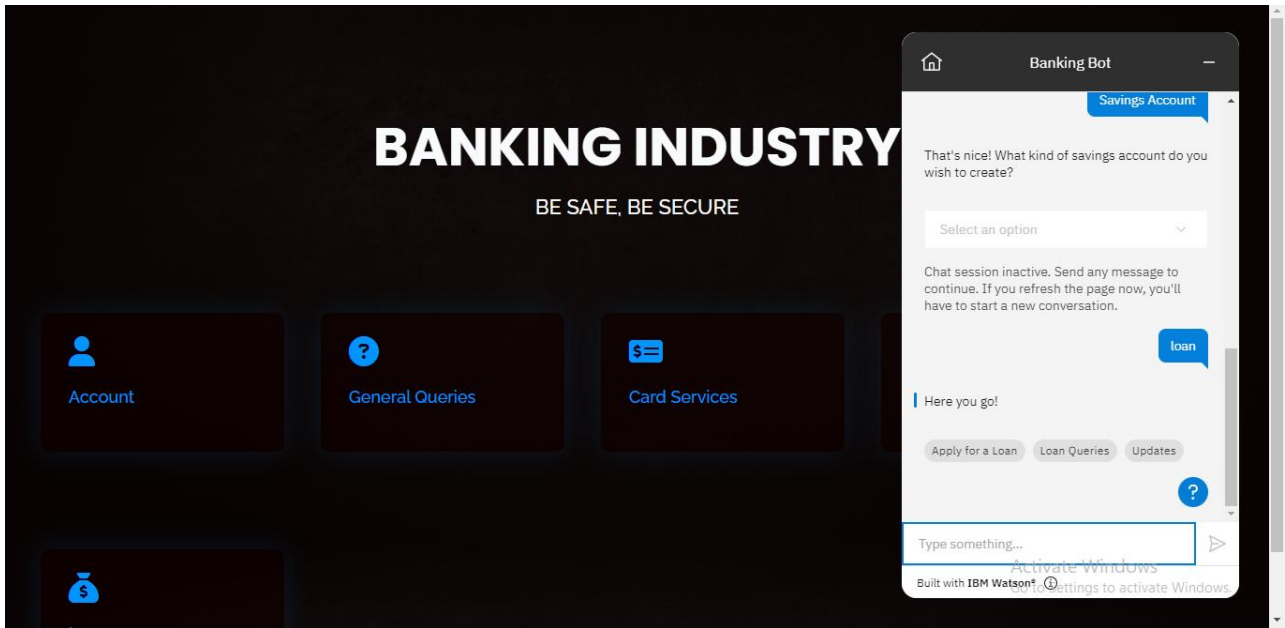 BANKING INDUSTRY
BE SAFE, BE SECURE
Account
General Queries
Card Services
Banking Bot
Savings Account
That's nice! What kind of savings account do you
wish to create?
Select an option
Chat session inactive. Send any message to
continue. If you refresh the page now, you'll
have to start a new conversation.
loan
Here you go!
Apply for a Loan
Loan Queries
Updates
?
Type something...
Activate Windows
Go to Settings to activate Windows.
Built with IBM Watson®